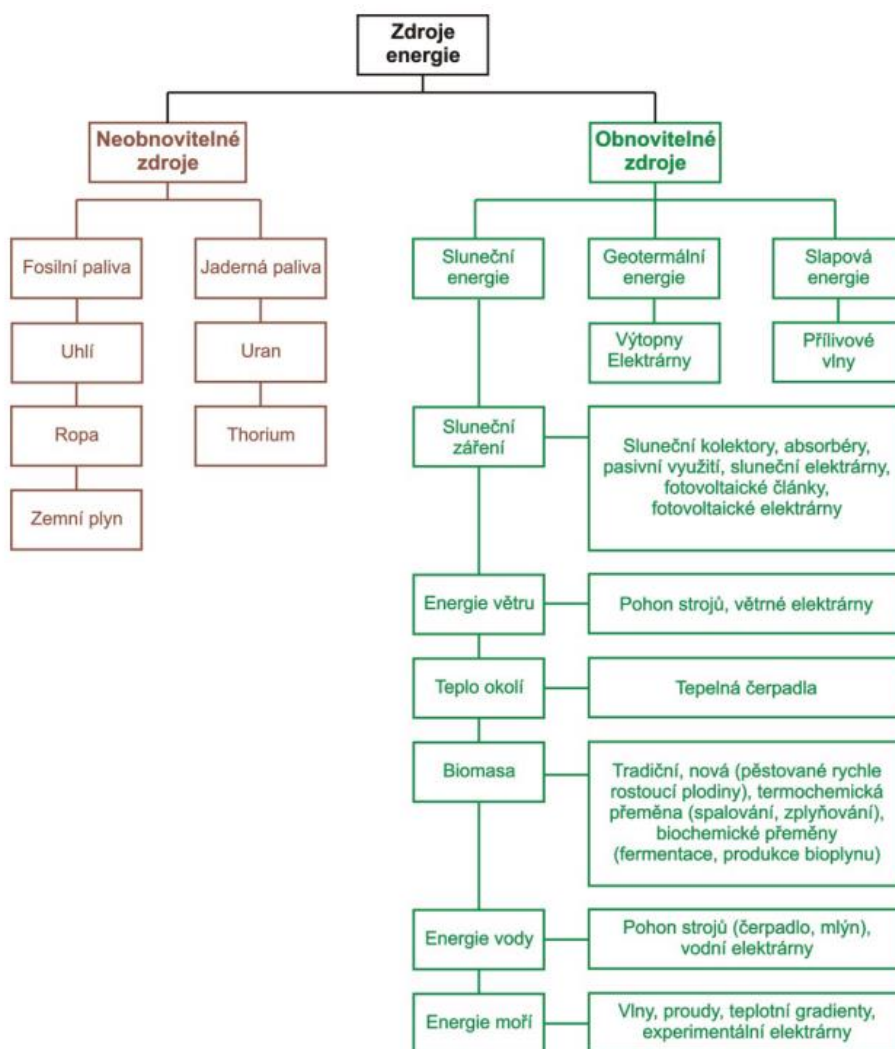 Zdroje
energie
Neobnovitelné
zdroje
Obnovitelné
zdroje
Fosilní paliva
Jaderná paliva
Sluneční
energie
Geotermální
energie
Slapová
energie
Uhlí
Uran
Výtopny
Elektrárny
Přílivové
vlny
Ropa
Thorium
Sluneční
záření
Sluneční kolektory, absorbéry,
pasivní využití, sluneční elektrárny,
fotovoltaické články,
fotovoltaické elektrárny
Zemní plyn
Energie větru
Pohon strojů, větrné elektrárny
Teplo okolí
Tepelná čerpadla
Biomasa
Tradiční, nová (pěstované rychle
rostoucí plodiny), termochemická
přeměna (spalování, zplyňování),
biochemické přeměny
(fermentace, produkce bioplynu)
Energie vody
Pohon strojů (čerpadlo, mlýn),
vodní elektrárny
Energie moří
Vlny, proudy, teplotní gradienty,
experimentální elektrárny